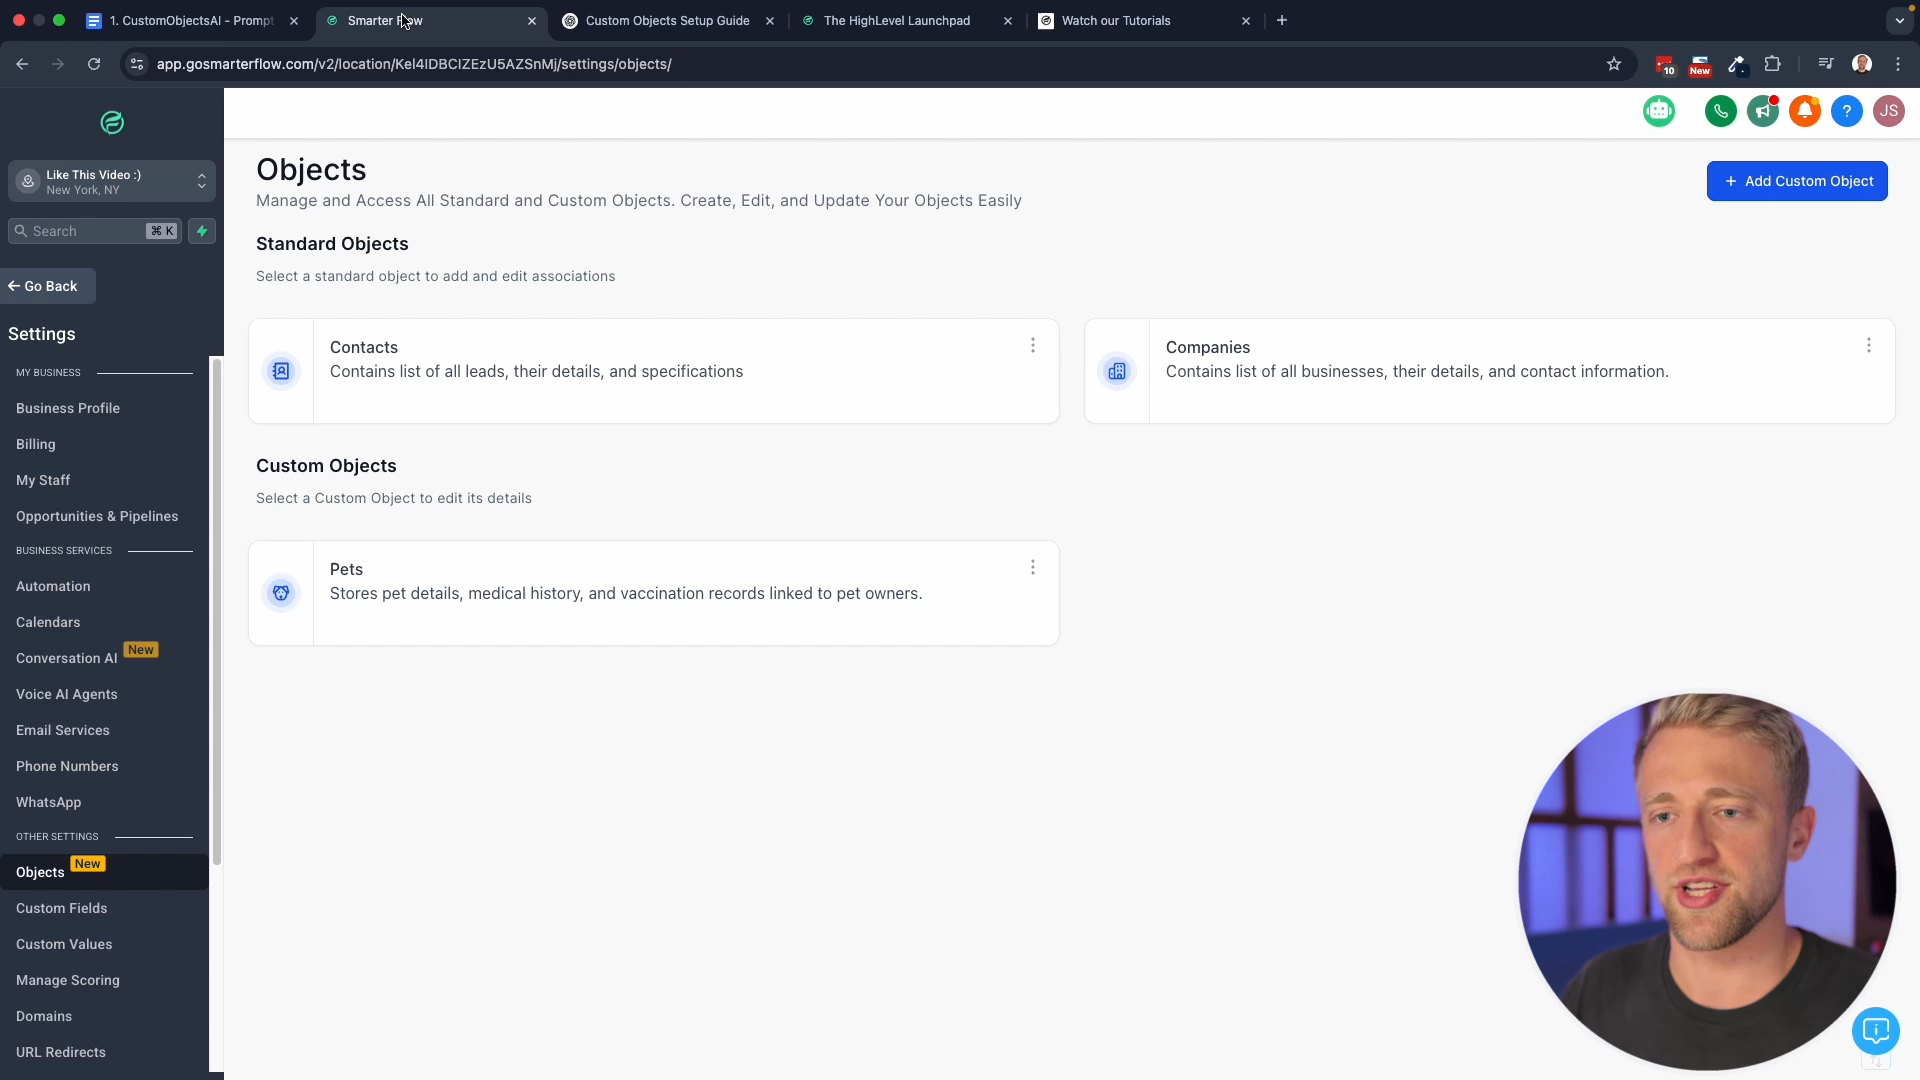 1. CustomObjectsAI - Prompt
Smarter Flow
Custom Objects Setup Guide
The HighLevel Launchpad
Watch our Tutorials
app.gosmarterflow.com/v2/location/Kel4IDBCIZEzU5AZSnMj/settings/objects/
10
New
Like This Video :)
New York, NY
Search
⌘ K
Go Back
Settings
MY BUSINESS
Business Profile
Billing
My Staff
Opportunities & Pipelines
BUSINESS SERVICES
Automation
Calendars
Conversation AI New
Voice AI Agents
Email Services
Phone Numbers
WhatsApp
OTHER SETTINGS
Objects New
Custom Fields
Custom Values
Manage Scoring
Domains
URL Redirects
?
JS
Objects
Manage and Access All Standard and Custom Objects. Create, Edit, and Update Your Objects Easily
+ Add Custom Object
Standard Objects
Select a standard object to add and edit associations
Contacts
Contains list of all leads, their details, and specifications
Companies
Contains list of all businesses, their details, and contact information.
Custom Objects
Select a Custom Object to edit its details
Pets
Stores pet details, medical history, and vaccination records linked to pet owners.